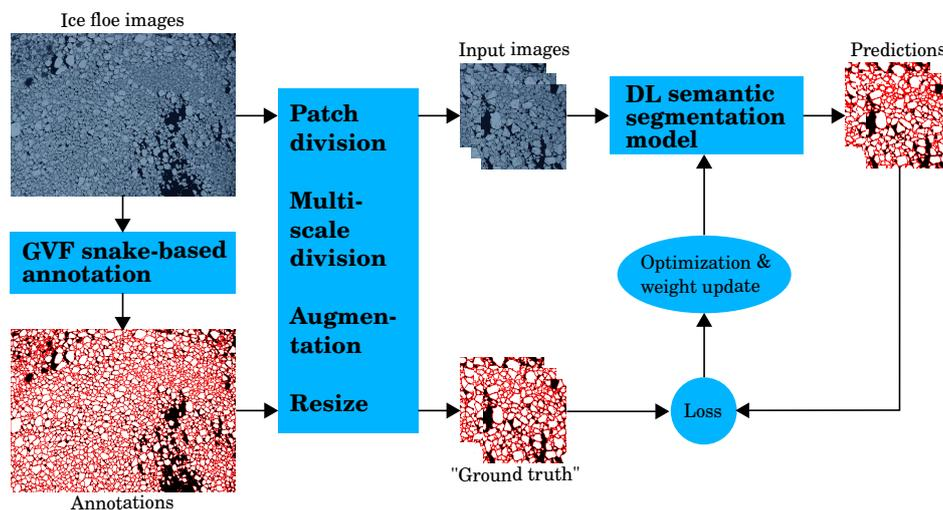 Ice floe images
GVF snake-based
annotation
Annotations
Patch
division
Multi-
scale
division
Augmen-
tation
Resize
Input images
"Ground truth"
DL semantic
segmentation
model
Optimization &
weight update
Loss
Predictions